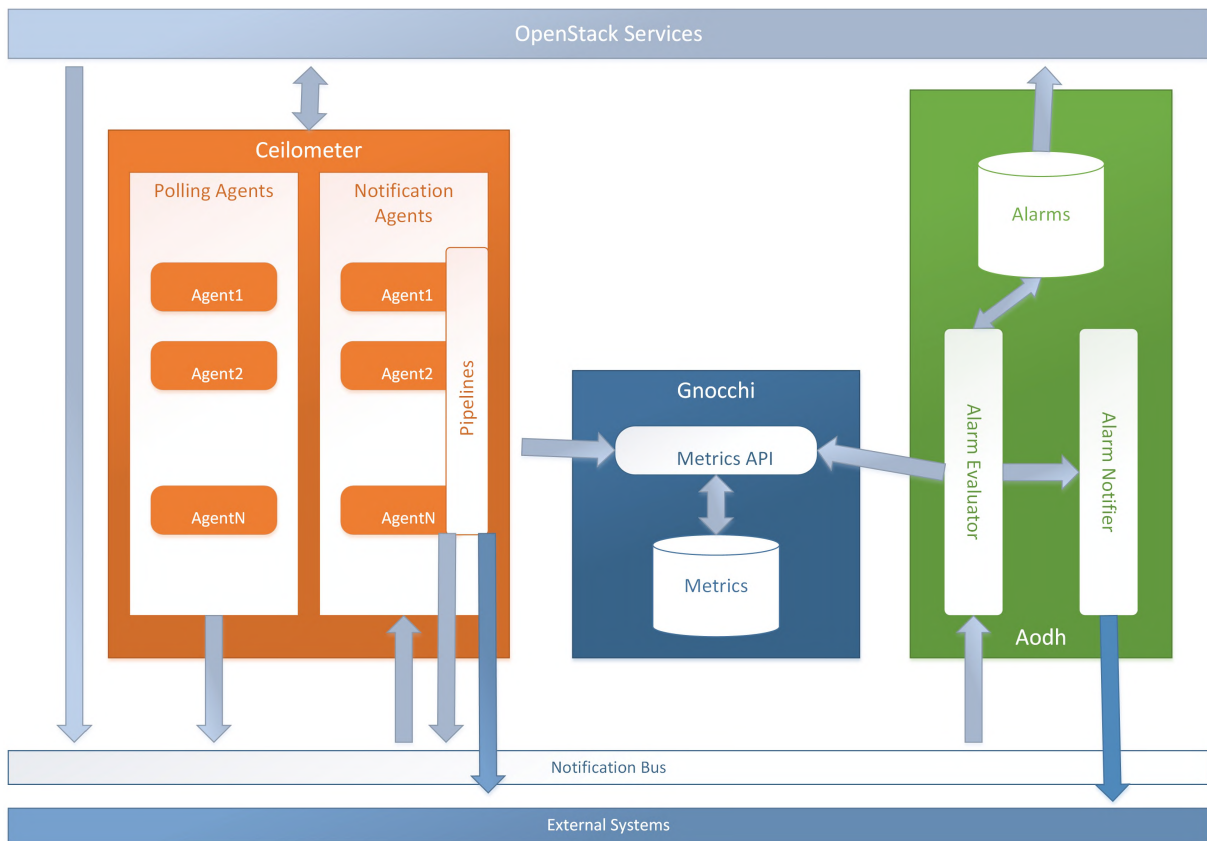 OpenStack Services
Ceilometer
Polling Agents
Agent1
Agent2
AgentN
Notification
Agents
Agent1
Agent2
AgentN
Pipelines
Gnocchi
Metrics API
Metrics
Alarms
Alarm Evaluator
Alarm Notifier
Aodh
Notification Bus
External Systems